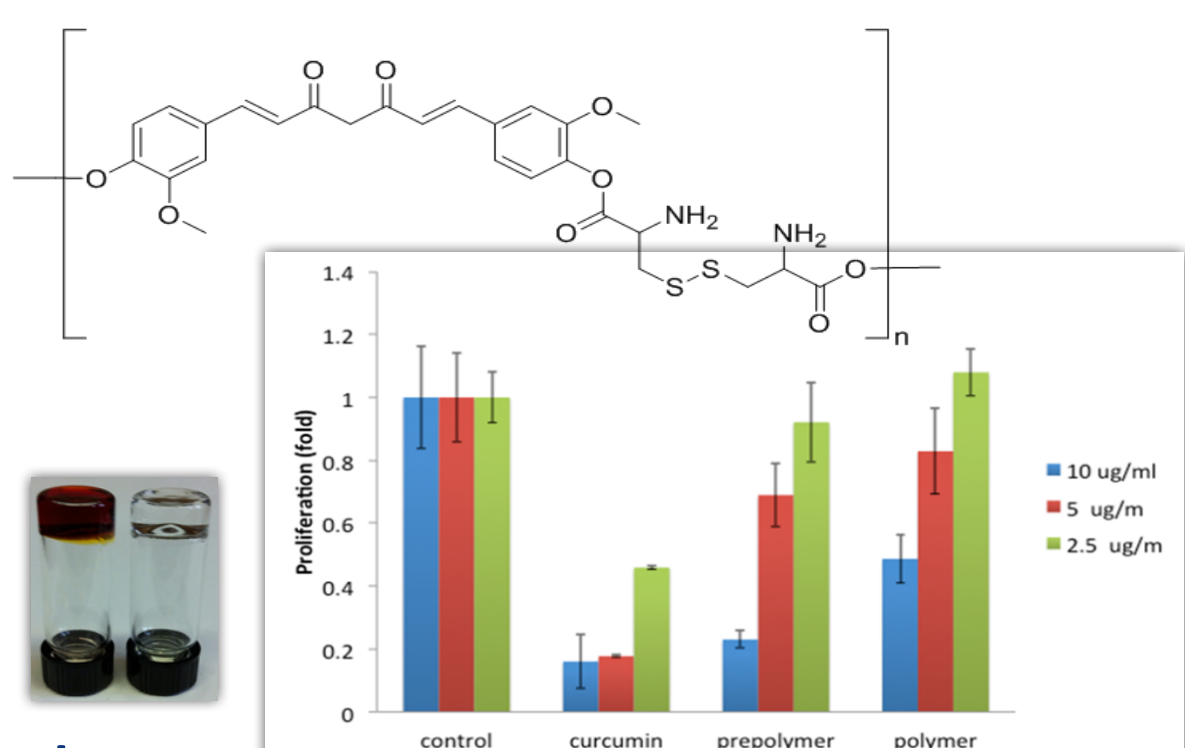 O O
O
O
O
O
O
NH2
NH2
S
S
O
O
n
1.4
1.2
1
0.8
0.6
0.4
0.2
0
Proliferation (fold)
10 ug/ml
5 ug/m
2.5 ug/m
control curcumin prepolymer polymer